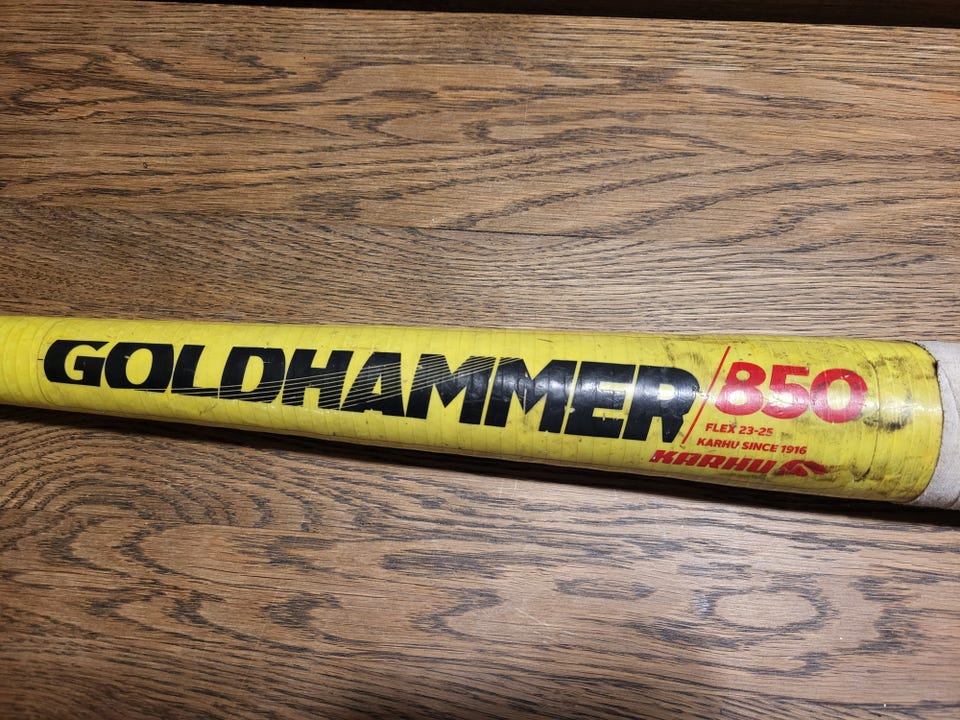 GOLDHAMMER/850
FLEX 23-25
KARHU SINCE 1916
KARHU